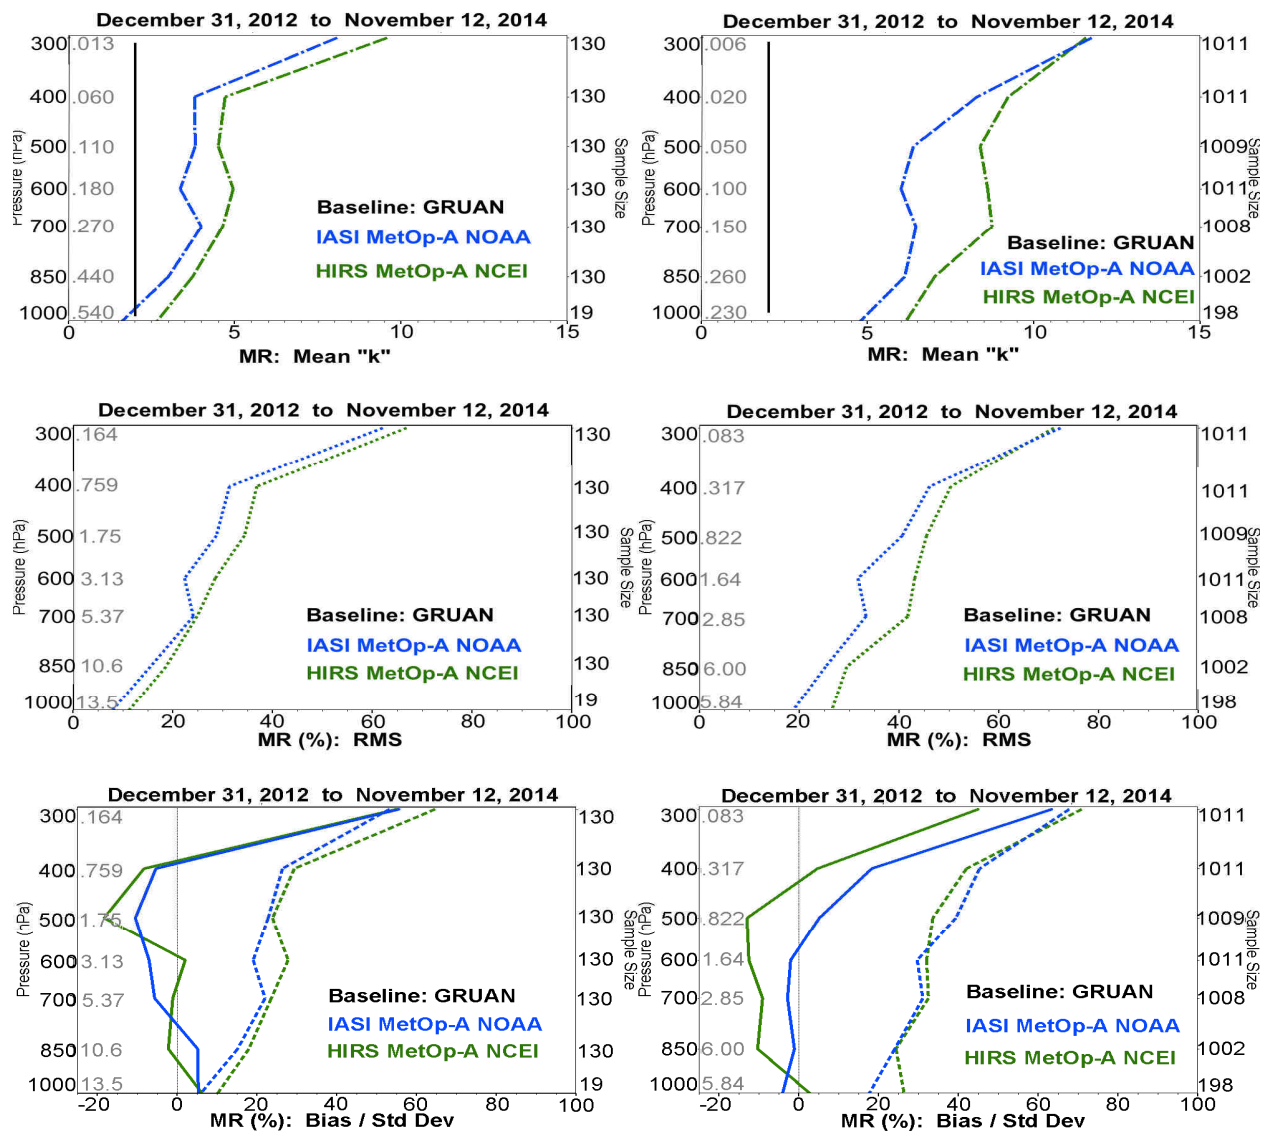 December 31, 2012 to November 12, 2014
300 .013 130
400 .060 130
500 .110 130
600 .180 130
700 .270 130
850 .440 130
1000 .540 19
0 5 10 15
Pressure (hPa)
Sample Size
Baseline: GRUAN
IASI MetOp-A NOAA
HIRS MetOp-A NCEI
MR: Mean "k"
December 31, 2012 to November 12, 2014
300 .006 1011
400 .020 1011
500 .050 1009
600 .100 1011
700 .150 1008
850 .260 1002
1000 .230 198
0 5 10 15
Pressure (hPa)
Sample Size
Baseline: GRUAN
IASI MetOp-A NOAA
HIRS MetOp-A NCEI
MR: Mean "k"
December 31, 2012 to November 12, 2014
300 .164 130
400 .759 130
500 1.75 130
600 3.13 130
700 5.37 130
850 10.6 130
1000 13.5 19
0 20 40 60 80 100
Pressure (hPa)
Sample Size
Baseline: GRUAN
IASI MetOp-A NOAA
HIRS MetOp-A NCEI
MR (%): RMS
December 31, 2012 to November 12, 2014
300 .083 1011
400 .317 1011
500 .822 1009
600 1.64 1011
700 2.85 1008
850 6.00 1002
1000 5.84 198
0 20 40 60 80 100
Pressure (hPa)
Sample Size
Baseline: GRUAN
IASI MetOp-A NOAA
HIRS MetOp-A NCEI
MR (%): RMS
December 31, 2012 to November 12, 2014
300 .164 130
400 .759 130
500 1.75 130
600 3.13 130
700 5.37 130
850 10.6 130
1000 13.5 19
-20 0 20 40 60 80 100
Pressure (hPa)
Sample Size
Baseline: GRUAN
IASI MetOp-A NOAA
HIRS MetOp-A NCEI
MR (%): Bias / Std Dev
December 31, 2012 to November 12, 2014
300 .083 1011
400 .317 1011
500 .822 1009
600 1.64 1011
700 2.85 1008
850 6.00 1002
1000 5.84 198
-20 0 20 40 60 80 100
Pressure (hPa)
Sample Size
Baseline: GRUAN
IASI MetOp-A NOAA
HIRS MetOp-A NCEI
MR (%): Bias / Std Dev